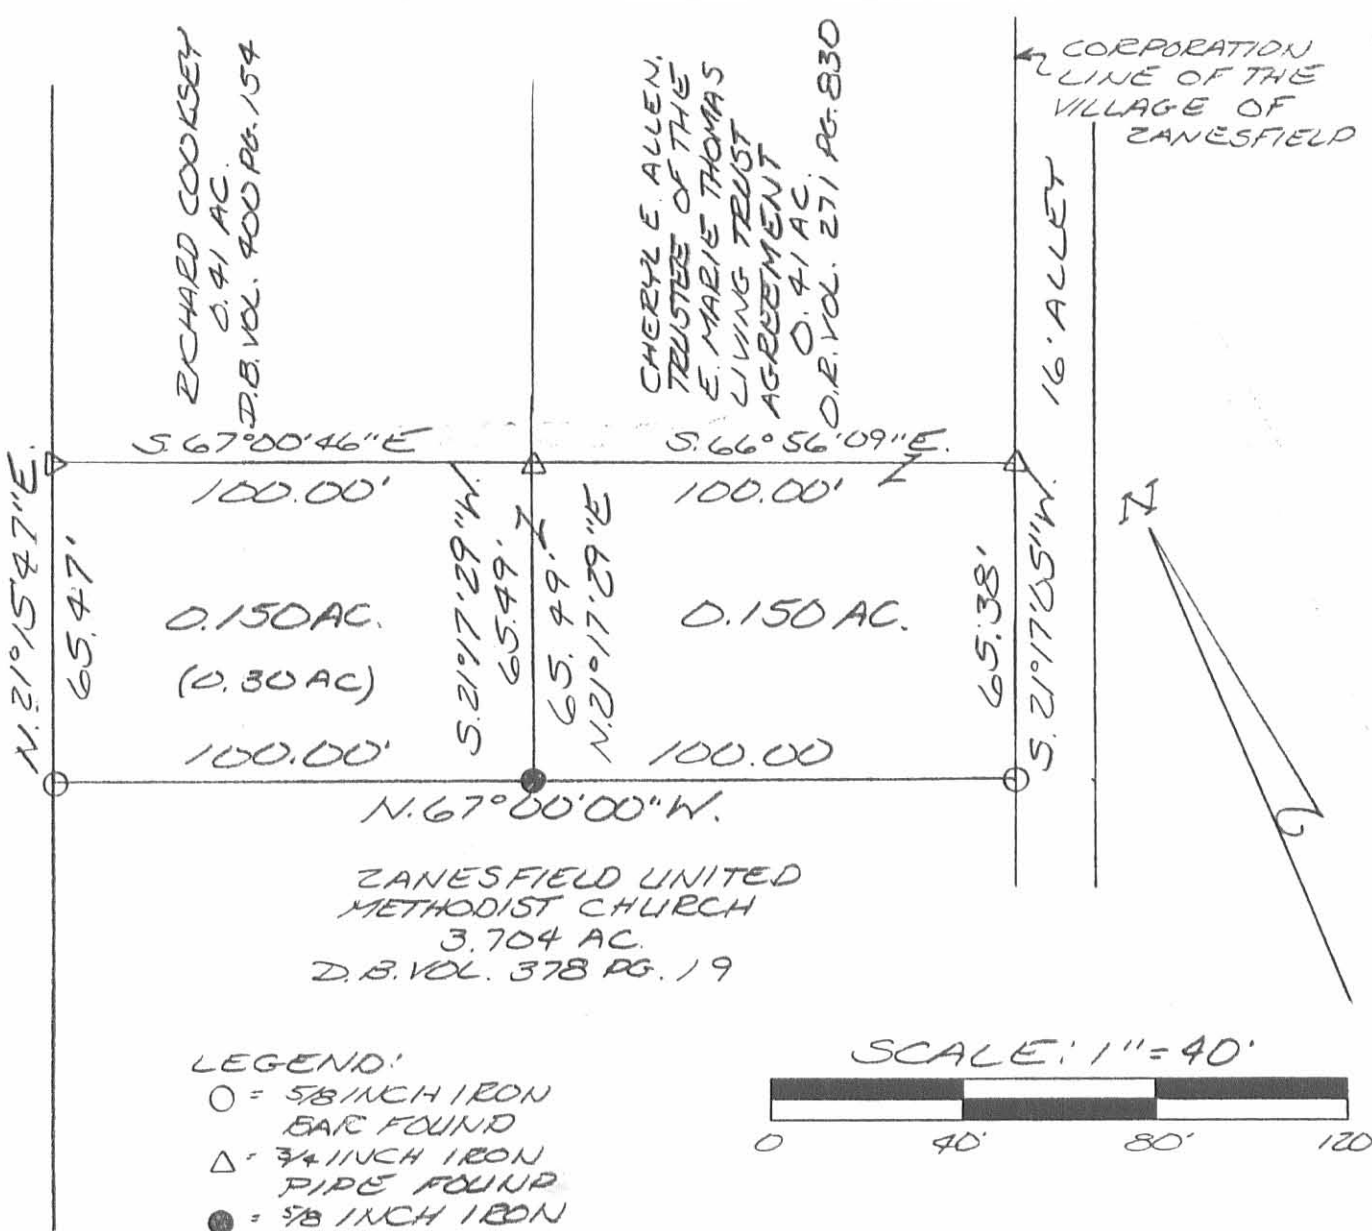 RICHARD COOKSEY
0.41 AC.
D.B. VOL. 400 PG. 154
CHERYL E. ALLEN,
TRUSTEE OF THE
E. MARIE THOMAS
LIVING TRUST
AGREEMENT
0.41 AC.
O.R. VOL. 271 PG. 830
CORPORATION
LINE OF THE
VILLAGE OF
ZANESFIELD
16' ALLEY
S. 67° 00' 46" E
100.00'
S. 66° 56' 09" E.
100.00'
N. 21° 15' 47" E.
65.47'
0.150 AC.
(0.30 AC)
100.00'
S. 21° 17' 29" W.
65.49'
65.49'
N. 21° 17' 29" E
0.150 AC.
100.00
65.38'
S. 21° 17' 05" W.
N
N. 67° 00' 00" W.
ZANESFIELD UNITED
METHODIST CHURCH
3.704 AC.
D.B. VOL. 378 PG. 19
LEGEND:
○ = 5/8 INCH IRON
BAR FOUND
△ = 3/4 INCH IRON
PIPE FOUND
● = 5/8 INCH IRON
SCALE: 1" = 40'
0 40' 80' 120